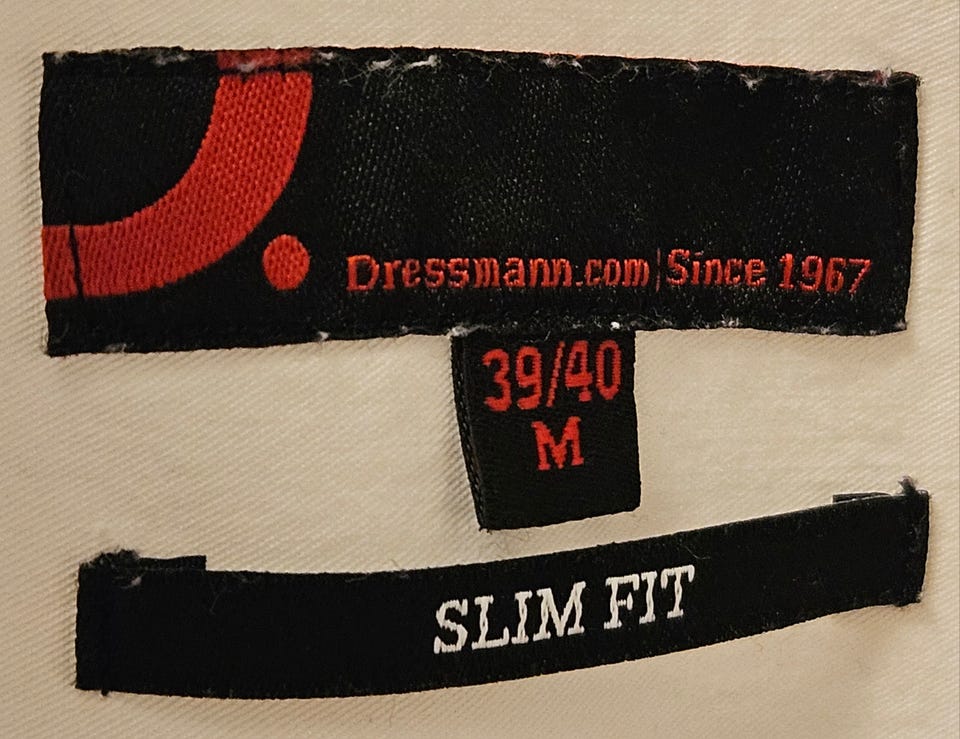 Dressmann.com|Since 1967
39/40
M
SLIM FIT